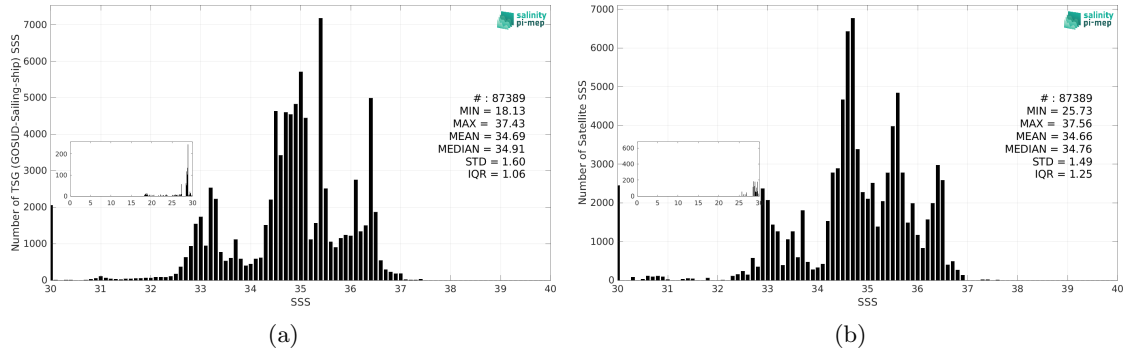 Number of TSG (GOSUD-Sailing-ship) SSS
7000
6000
5000
4000
3000
2000
1000
0
200
100
0
0 5 10 15 20 25 30
30 31 32 33 34 35 36 37 38 39 40
SSS
salinity
pi-mep
# : 87389
MIN = 18.13
MAX = 37.43
MEAN = 34.69
MEDIAN = 34.91
STD = 1.60
IQR = 1.06
(a)
Number of Satellite SSS
7000
6000
5000
4000
3000
2000
1000
0
600
400
200
0
0 5 10 15 20 25 30
30 31 32 33 34 35 36 37 38 39 40
SSS
salinity
pi-mep
# : 87389
MIN = 25.73
MAX = 37.56
MEAN = 34.66
MEDIAN = 34.76
STD = 1.49
IQR = 1.25
(b)